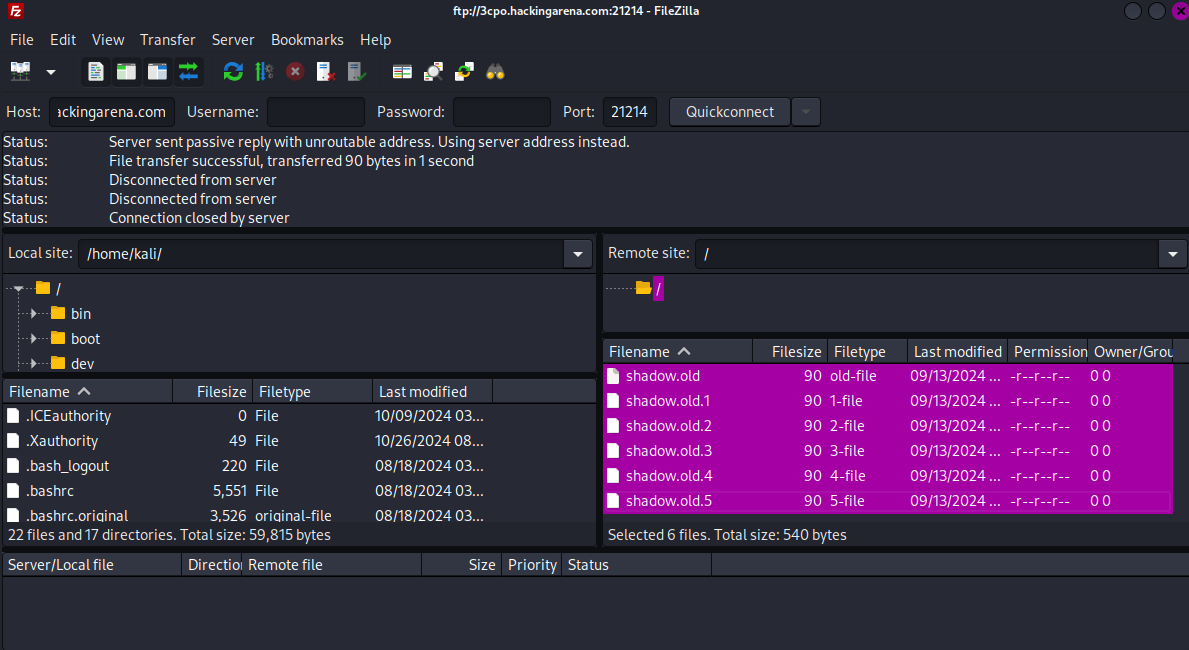 ftp://3cpo.hackingarena.com:21214 - FileZilla
File Edit View Transfer Server Bookmarks Help
Host: ackingarena.com Username: Password: Port: 21214 Quickconnect
Status: Server sent passive reply with unroutable address. Using server address instead.
Status: File transfer successful, transferred 90 bytes in 1 second
Status: Disconnected from server
Status: Disconnected from server
Status: Connection closed by server
Local site: /home/kali/
/
bin
boot
dev
Filename Filesize Filetype Last modified
.ICEauthority 0 File 10/09/2024 03...
.Xauthority 49 File 10/26/2024 08...
.bash_logout 220 File 08/18/2024 03...
.bashrc 5,551 File 08/18/2024 03...
.bashrc.original 3,526 original-file 08/18/2024 03...
22 files and 17 directories. Total size: 59,815 bytes
Remote site: /
/
Filename Filesize Filetype Last modified Permission Owner/Grou
shadow.old 90 old-file 09/13/2024 ... -r--r--r-- 0 0
shadow.old.1 90 1-file 09/13/2024 ... -r--r--r-- 0 0
shadow.old.2 90 2-file 09/13/2024 ... -r--r--r-- 0 0
shadow.old.3 90 3-file 09/13/2024 ... -r--r--r-- 0 0
shadow.old.4 90 4-file 09/13/2024 ... -r--r--r-- 0 0
shadow.old.5 90 5-file 09/13/2024 ... -r--r--r-- 0 0
Selected 6 files. Total size: 540 bytes
Server/Local file Direction Remote file Size Priority Status